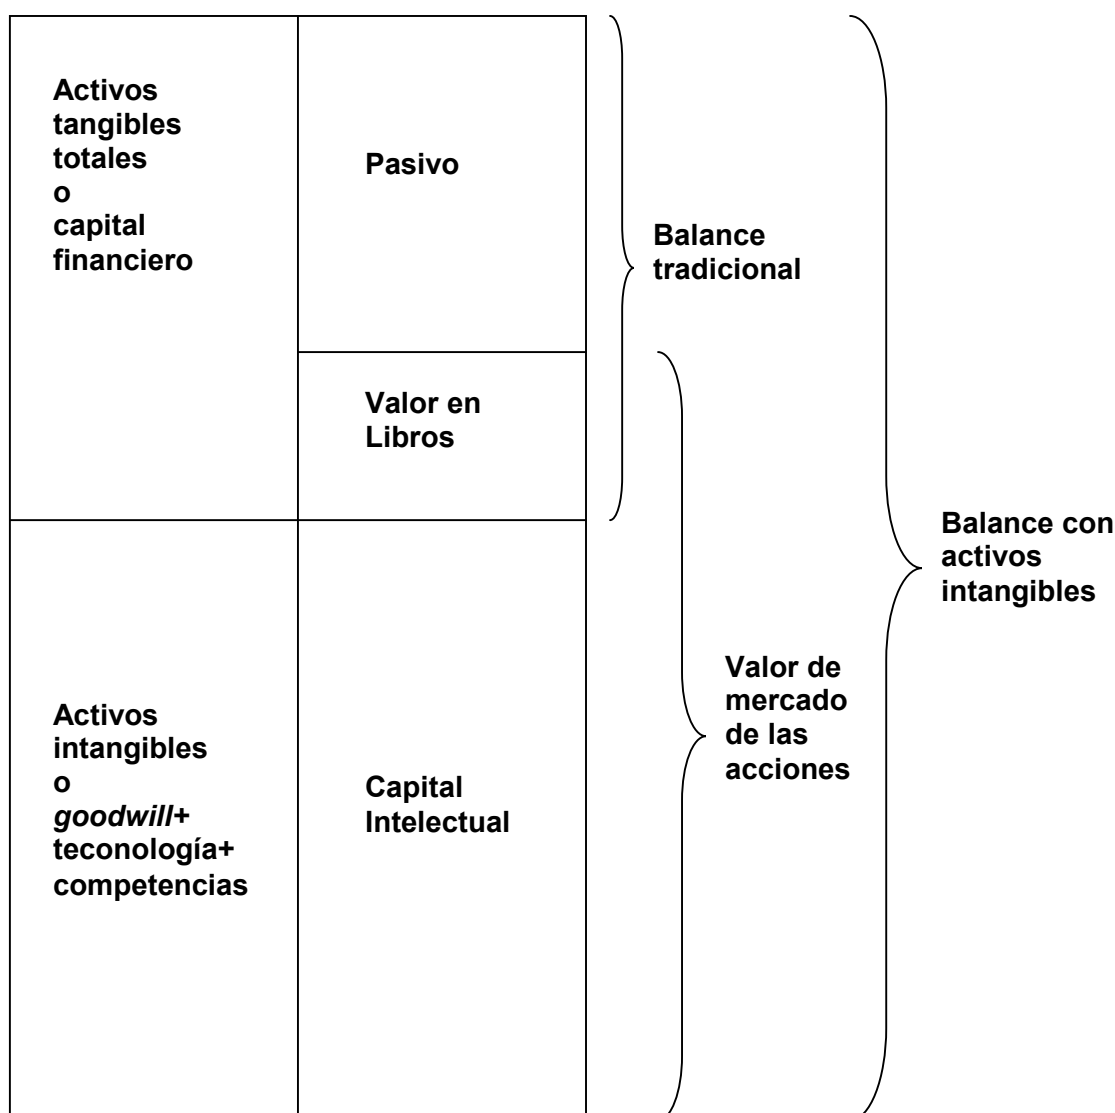 Activos
tangibles
totales
o
capital
financiero
Pasivo
Balance
tradicional
Valor en
Libros
Balance con
activos
intangibles
Valor de
mercado
de las
acciones
Activos
intangibles
o
goodwill+
teconología+
competencias
Capital
Intelectual